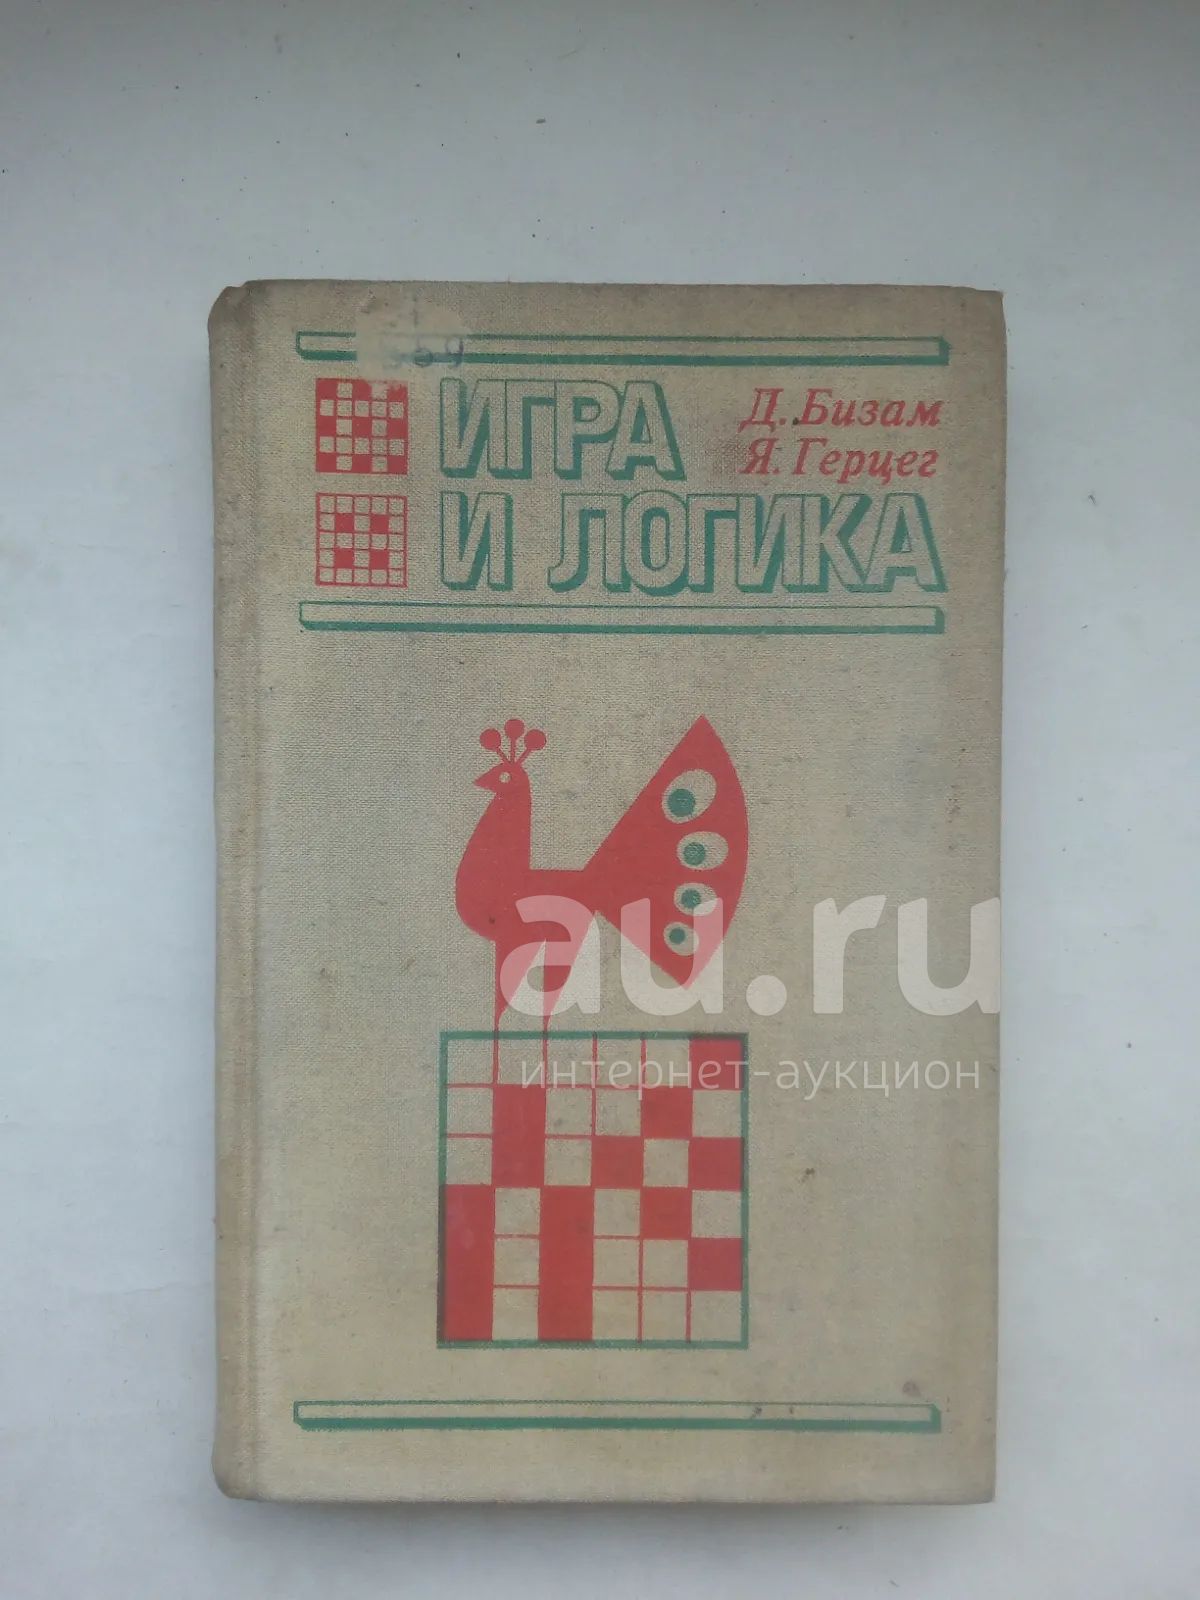 ИГРА
И ЛОГИКА
Д. Бизам
Я. Герцег
au.ru
интернет-аукцион